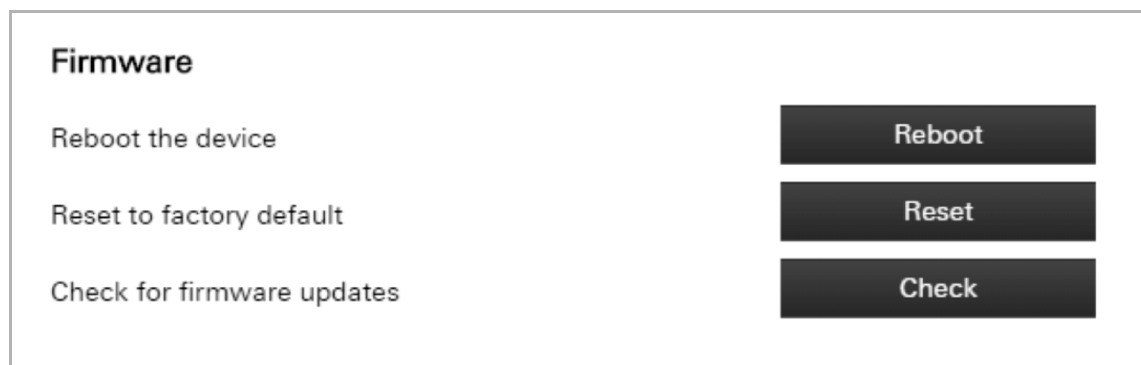 Firmware
Reboot the device Reboot
Reset to factory default Reset
Check for firmware updates Check